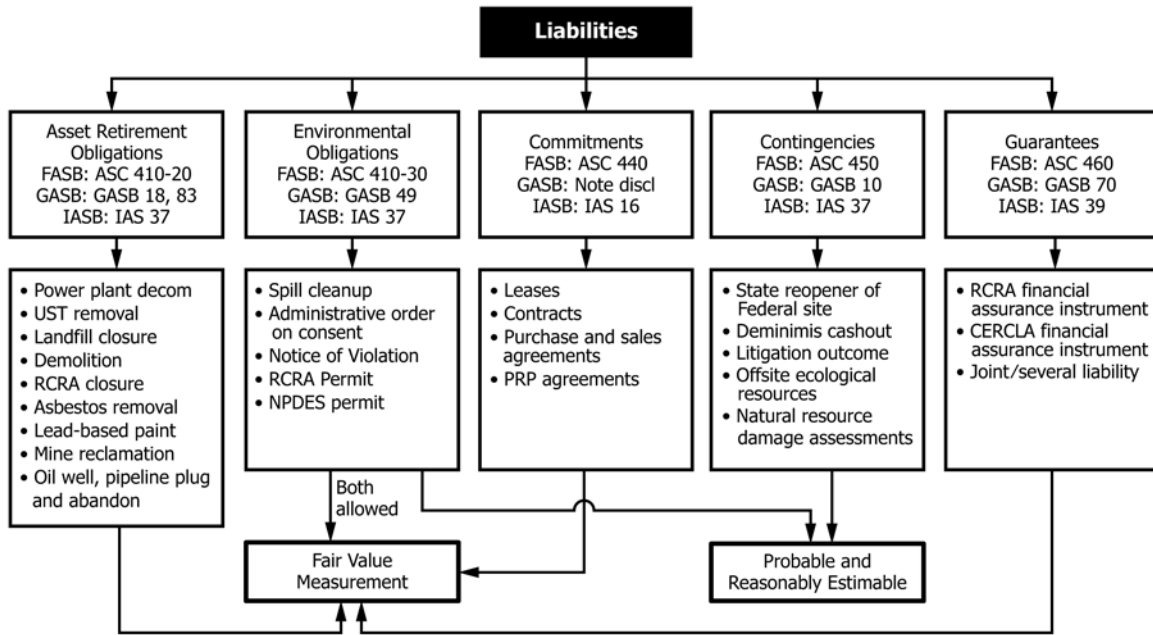 Liabilities
Asset Retirement
Obligations
FASB: ASC 410-20
GASB: GASB 18, 83
IASB: IAS 37
Environmental
Obligations
FASB: ASC 410-30
GASB: GASB 49
IASB: IAS 37
Commitments
FASB: ASC 440
GASB: Note discl
IASB: IAS 16
Contingencies
FASB: ASC 450
GASB: GASB 10
IASB: IAS 37
Guarantees
FASB: ASC 460
GASB: GASB 70
IASB: IAS 39
• Power plant decom
• UST removal
• Landfill closure
• Demolition
• RCRA closure
• Asbestos removal
• Lead-based paint
• Mine reclamation
• Oil well, pipeline plug
and abandon
• Spill cleanup
• Administrative order
on consent
• Notice of Violation
• RCRA Permit
• NPDES permit
• Leases
• Contracts
• Purchase and sales
agreements
• PRP agreements
• State reopener of
Federal site
• Deminimis cashout
• Litigation outcome
• Offsite ecological
resources
• Natural resource
damage assessments
• RCRA financial
assurance instrument
• CERCLA financial
assurance instrument
• Joint/several liability
Both
allowed
Fair Value
Measurement
Probable and
Reasonably Estimable